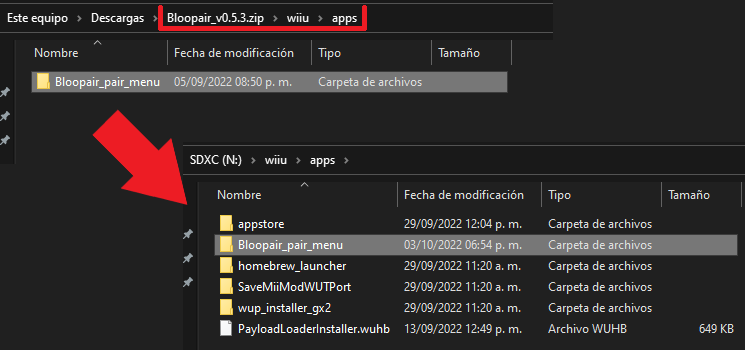 Este equipo > Descargas > Bloopair_v0.5.3.zip > wiiu > apps >
Nombre Fecha de modificación Tipo Tamaño
Bloopair_pair_menu 05/09/2022 08:50 p. m. Carpeta de archivos
SDXC (N:) > wiiu > apps >
Nombre Fecha de modificación Tipo Tamaño
appstore 29/09/2022 12:04 p. m. Carpeta de archivos
Bloopair_pair_menu 03/10/2022 06:54 p. m. Carpeta de archivos
homebrew_launcher 29/09/2022 11:20 a. m. Carpeta de archivos
SaveMiiModWUTPort 29/09/2022 11:20 a. m. Carpeta de archivos
wup_installer_gx2 29/09/2022 11:20 a. m. Carpeta de archivos
PayloadLoaderInstaller.wuhb 13/09/2022 12:49 p. m. Archivo WUHB 649 KB